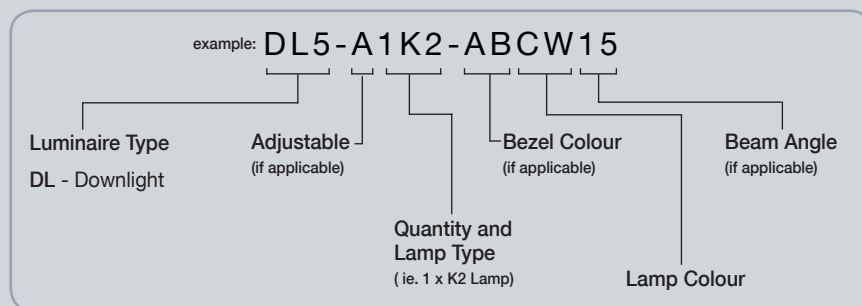 example: DL5-A1K2-ABCW15
Luminaire Type
DL - Downlight
Adjustable
(if applicable)
Quantity and
Lamp Type
( ie. 1 x K2 Lamp)
Bezel Colour
(if applicable)
Lamp Colour
Beam Angle
(if applicable)